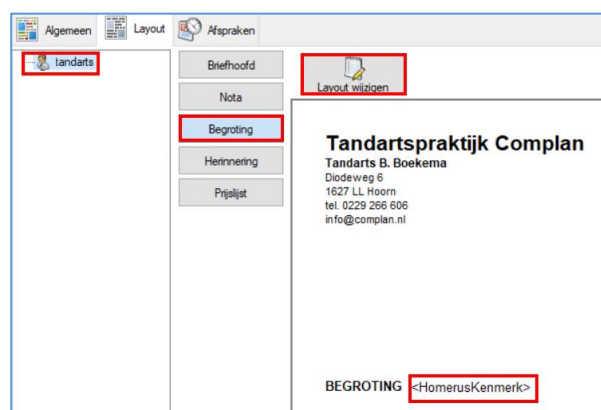 Algemeen
Layout
Afspraken
tandarts
Briefhoofd
Nota
Begroting
Herinnering
Prijslijst
Layout wijzigen
Tandartspraktijk Complan
Tandarts B. Boekema
Diodeweg 6
1627 LL Hoorn
tel. 0229 266 606
info@complan.nl
BEGROTING <HomerusKenmerk>